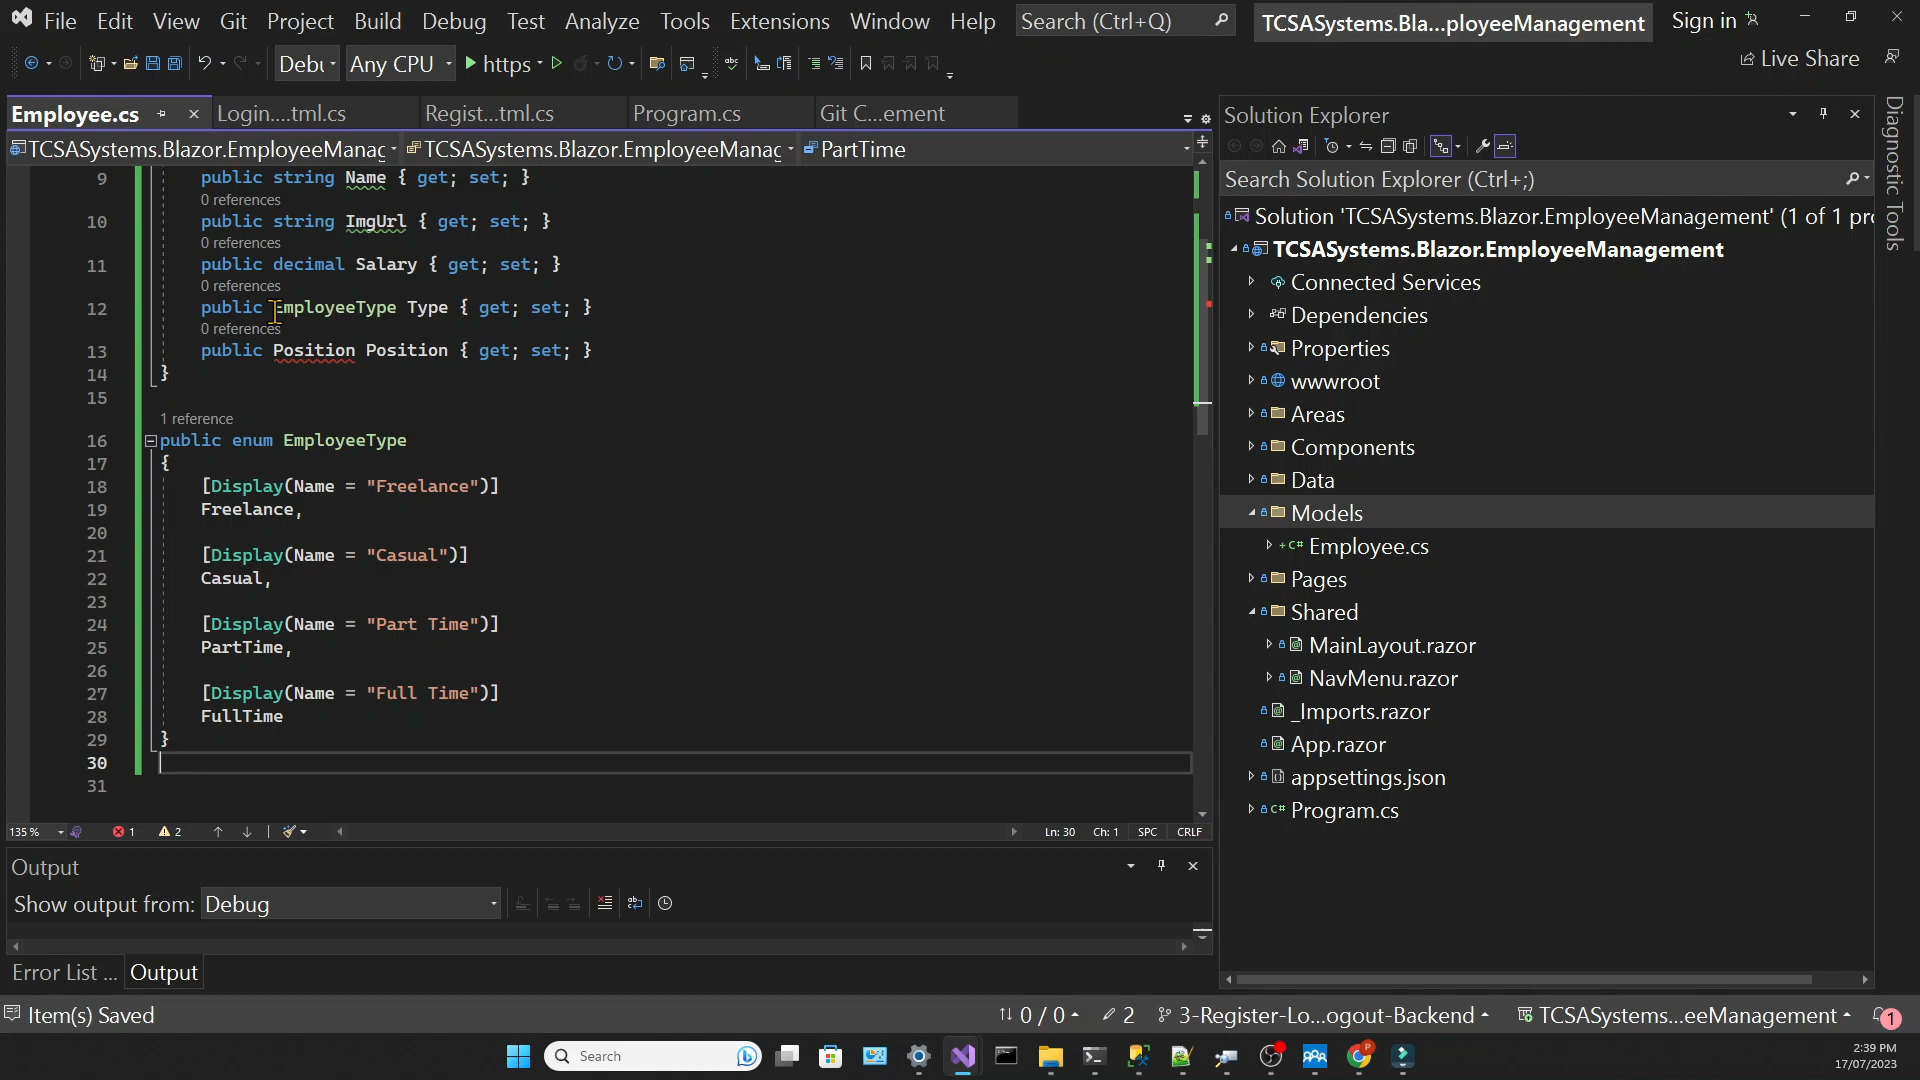 File Edit View Git Project Build Debug Test Analyze Tools Extensions Window Help Search (Ctrl+Q) TCSASystems.Bla...ployeeManagement Sign in
Debu Any CPU https Live Share
Employee.cs Login....tml.cs Regist...tml.cs Program.cs Git C...ement
TCSASystems.Blazor.EmployeeManag TCSASystems.Blazor.EmployeeManag PartTime
9 public string Name { get; set; }
0 references
10 public string ImgUrl { get; set; }
0 references
11 public decimal Salary { get; set; }
0 references
12 public EmployeeType Type { get; set; }
0 references
13 public Position Position { get; set; }
14 }
15
1 reference
16 public enum EmployeeType
17 {
18 [Display(Name = "Freelance")]
19 Freelance,
20
21 [Display(Name = "Casual")]
22 Casual,
23
24 [Display(Name = "Part Time")]
25 PartTime,
26
27 [Display(Name = "Full Time")]
28 FullTime
29 }
30
31
135 % 1 2 Ln: 30 Ch: 1 SPC CRLF
Output
Show output from: Debug
Error List ... Output
Solution Explorer
Search Solution Explorer (Ctrl+;)
Solution 'TCSASystems.Blazor.EmployeeManagement' (1 of 1 pro
TCSASystems.Blazor.EmployeeManagement
Connected Services
Dependencies
Properties
wwwroot
Areas
Components
Data
Models
Employee.cs
Pages
Shared
MainLayout.razor
NavMenu.razor
_Imports.razor
App.razor
appsettings.json
Program.cs
Diagnostic Tools
Item(s) Saved 0 / 0 2 3-Register-Lo...ogout-Backend TCSASystems...eeManagement 1
Search
2:39 PM
17/07/2023